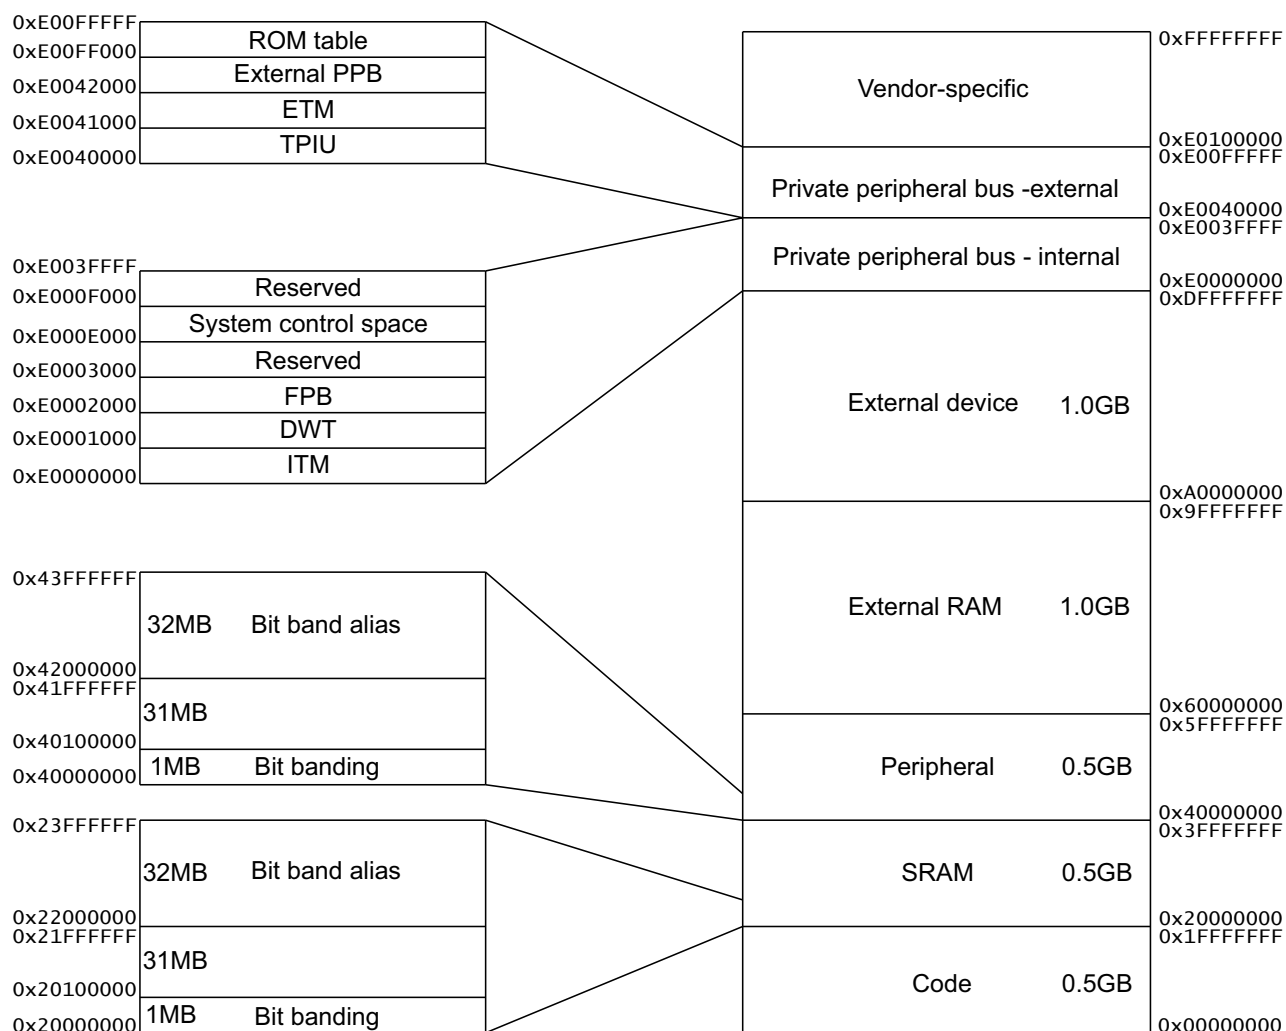 0xE00FFFFF
ROM table
0xE00FF000
External PPB
0xE0042000
ETM
0xE0041000
TPIU
0xE0040000
0xE003FFFF
Reserved
0xE000F000
System control space
0xE000E000
Reserved
0xE0003000
FPB
0xE0002000
DWT
0xE0001000
ITM
0xE0000000
0x43FFFFFF
32MB Bit band alias
0x42000000
0x41FFFFFF
31MB
0x40100000
1MB Bit banding
0x40000000
0x23FFFFFF
32MB Bit band alias
0x22000000
0x21FFFFFF
31MB
0x20100000
1MB Bit banding
0x20000000
0xFFFFFFFF
Vendor-specific
0xE0100000
0xE00FFFFF
Private peripheral bus -external
0xE0040000
0xE003FFFF
Private peripheral bus - internal
0xE0000000
0xDFFFFFFF
External device 1.0GB
0xA0000000
0x9FFFFFFF
External RAM 1.0GB
0x60000000
0x5FFFFFFF
Peripheral 0.5GB
0x40000000
0x3FFFFFFF
SRAM 0.5GB
0x20000000
0x1FFFFFFF
Code 0.5GB
0x00000000